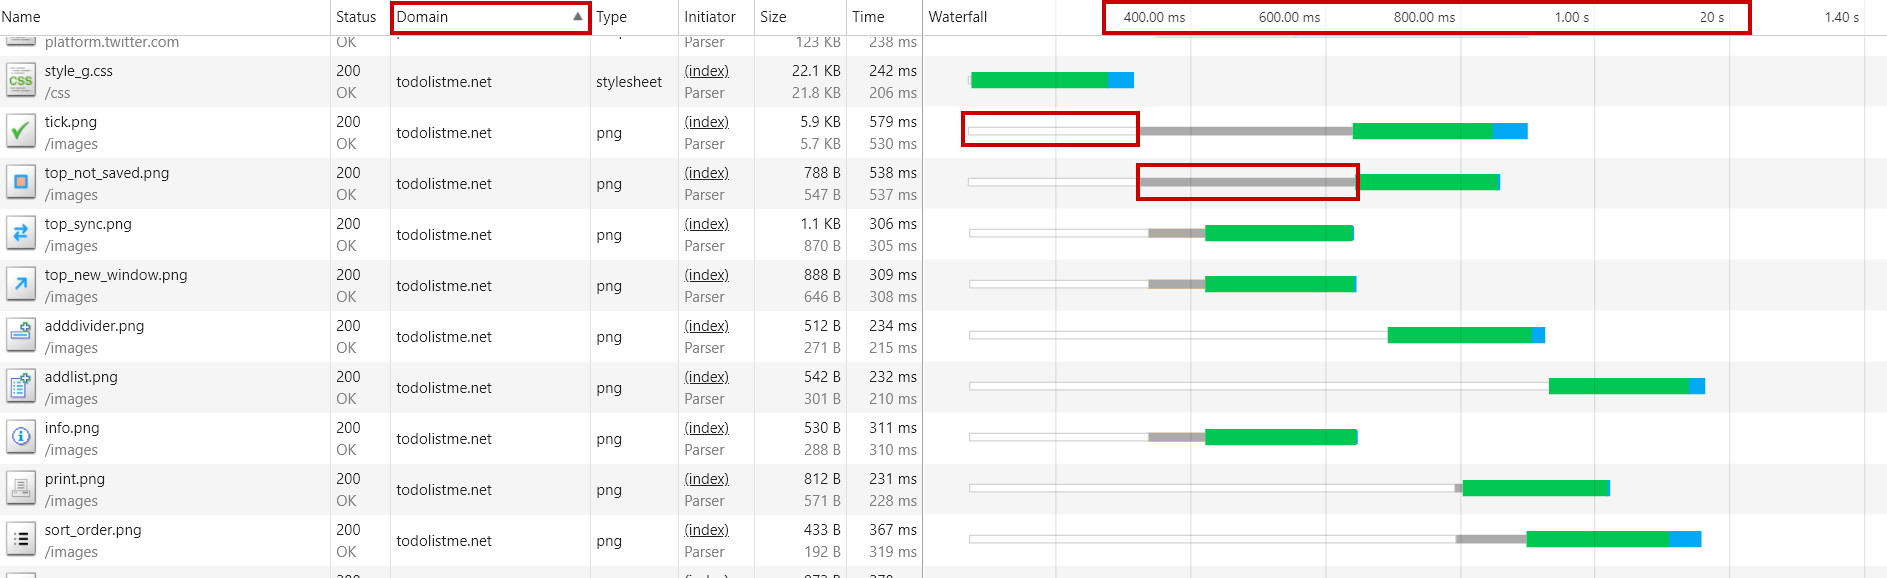 Name Status Domain Type Initiator Size Time Waterfall 400.00 ms 600.00 ms 800.00 ms 1.00 s 20 s 1.40 s
platform.twitter.com OK Parser 123 KB 238 ms
style_g.css 200 todolistme.net stylesheet (index) 22.1 KB 242 ms
/css OK Parser 21.8 KB 206 ms
tick.png 200 todolistme.net png (index) 5.9 KB 579 ms
/images OK Parser 5.7 KB 530 ms
top_not_saved.png 200 todolistme.net png (index) 788 B 538 ms
/images OK Parser 547 B 537 ms
top_sync.png 200 todolistme.net png (index) 1.1 KB 306 ms
/images OK Parser 870 B 305 ms
top_new_window.png 200 todolistme.net png (index) 888 B 309 ms
/images OK Parser 646 B 308 ms
adddivider.png 200 todolistme.net png (index) 512 B 234 ms
/images OK Parser 271 B 215 ms
addlist.png 200 todolistme.net png (index) 542 B 232 ms
/images OK Parser 301 B 210 ms
info.png 200 todolistme.net png (index) 530 B 311 ms
/images OK Parser 288 B 310 ms
print.png 200 todolistme.net png (index) 812 B 231 ms
/images OK Parser 571 B 228 ms
sort_order.png 200 todolistme.net png (index) 433 B 367 ms
/images OK Parser 192 B 319 ms